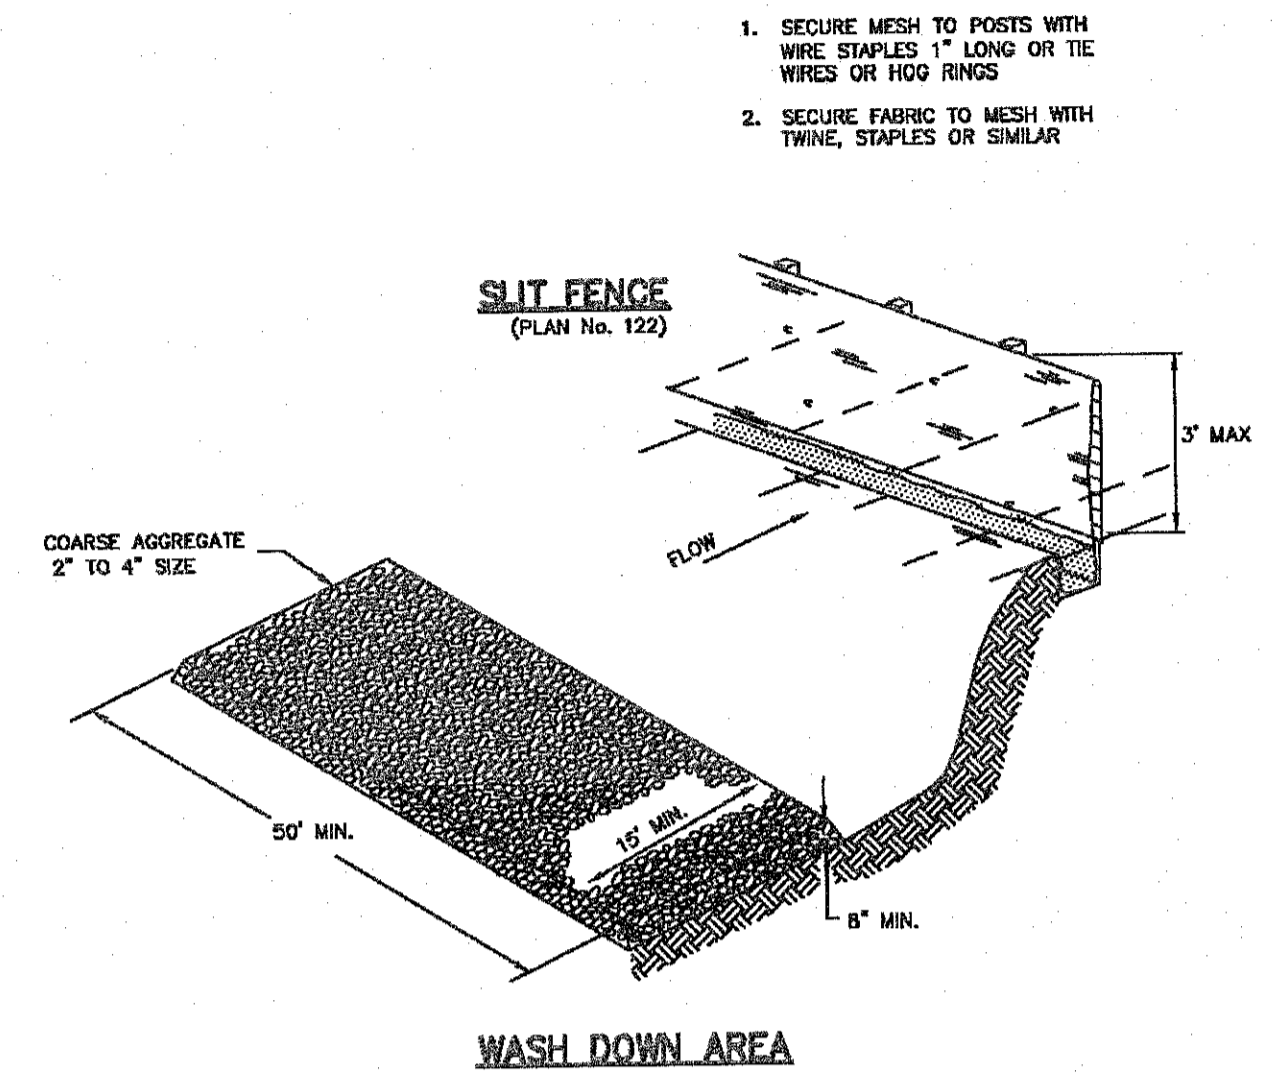 1. SECURE MESH TO POSTS WITH
WIRE STAPLES 1" LONG OR TIE
WIRES OR HOG RINGS
2. SECURE FABRIC TO MESH WITH
TWINE, STAPLES OR SIMILAR
SLIT FENCE
(PLAN No. 122)
3' MAX
FLOW
COARSE AGGREGATE
2" TO 4" SIZE
50' MIN.
15' MIN.
8" MIN.
WASH DOWN AREA